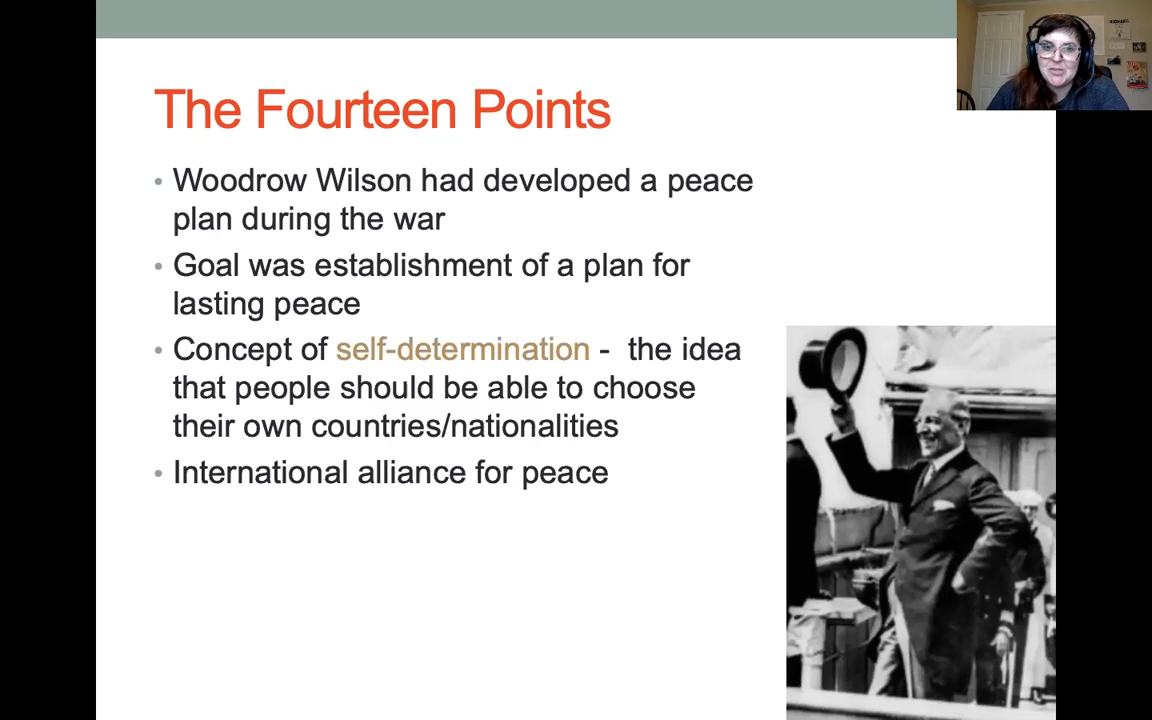 The Fourteen Points
• Woodrow Wilson had developed a peace
plan during the war
• Goal was establishment of a plan for
lasting peace
• Concept of self-determination -  the idea
that people should be able to choose
their own countries/nationalities
• International alliance for peace